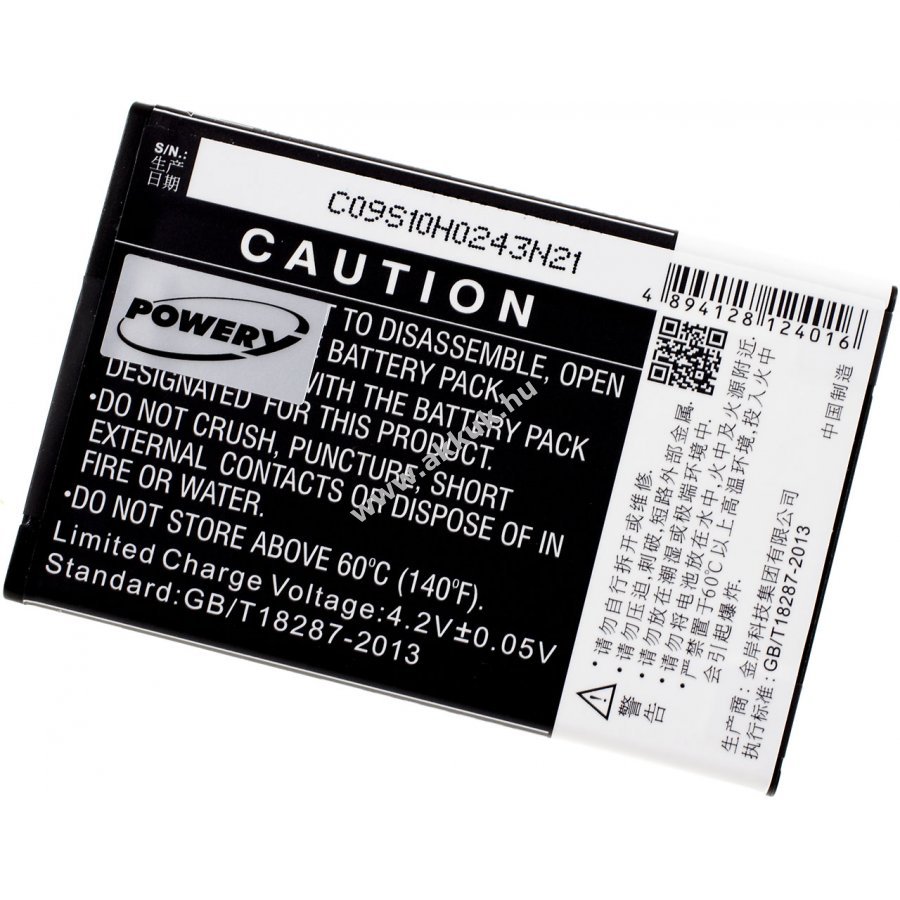 S/N.:
生产
日期
C09S10H0243N21
CAUTION
POWERY
TO DISASSEMBLE, OPEN
BATTERY PACK.
DESIGNATED WITH THE BATTERY PACK
FOR THIS PRODUCT.
•DO NOT CRUSH, PUNCTURE, SHORT
EXTERNAL CONTACTS OR DISPOSE OF IN
FIRE OR WATER.
•DO NOT STORE ABOVE 60℃ (140℉).
Limited Charge Voltage:4.2V±0.05V
Standard:GB/T18287-2013
www.akkuk.hu
4 894128 124016
警告
•请勿自行拆开或维修.
•请勿压迫, 刺破, 短路外部金属.
•请勿在潮湿或极端环境中.
•请勿将电池放在水中, 火中及火源附近.
•请勿置于60℃以上高温环境, 投入火中
会引起爆炸.
生产商: 金岸科技集团有限公司
执行标准: GB/T18287-2013
中国制造